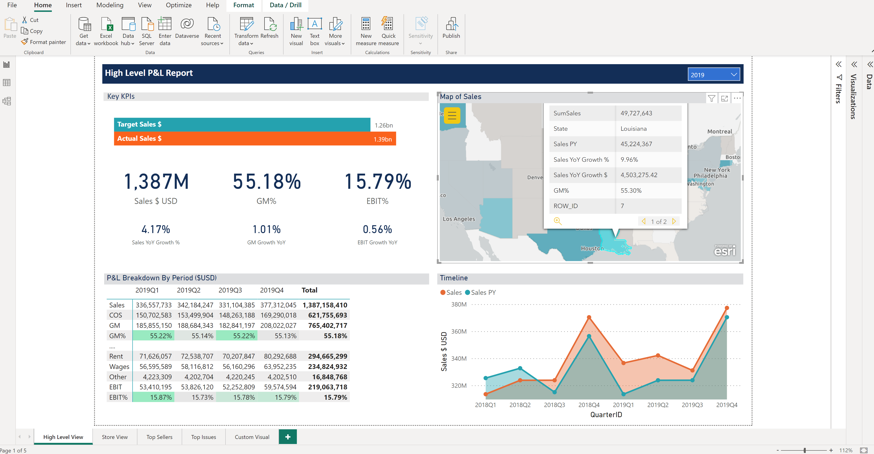 File Home Insert Modeling View Optimize Help Format Data / Drill
Paste Cut Copy Format painter
Get data Excel workbook Data hub SQL Server Enter data Dataverse Recent sources Transform data Refresh New visual Text box More visuals New measure Quick measure Sensitivity Publish
Clipboard Data Queries Insert Calculations Sensitivity Share
High Level P&L Report 2019
Key KPIs
Target Sales $ 1.26bn
Actual Sales $ 1.39bn
1,387M 55.18% 15.79%
Sales $ USD GM% EBIT%
4.17% 1.01% 0.56%
Sales YoY Growth % GM Growth YoY EBIT Growth YoY
Map of Sales
SumSales 49,727,643
State Louisiana
Sales PY 45,224,367
Sales YoY Growth % 9.96%
Sales YoY Growth $ 4,503,275.42
GM% 55.30%
ROW_ID 7
1 of 2
Montreal
Bosto
New York
Philadelphia
Washington
Denve
Los Angeles
Houston
esri
P&L Breakdown By Period ($USD)
2019Q1 2019Q2 2019Q3 2019Q4 Total
Sales 336,557,733 342,184,247 331,104,385 377,312,045 1,387,158,410
COS 150,702,583 153,499,904 148,263,188 169,290,018 621,755,693
GM 185,855,150 188,684,343 182,841,197 208,022,027 765,402,717
GM% 55.22% 55.14% 55.22% 55.13% 55.18%
...
Rent 71,626,057 72,538,707 70,207,847 80,292,688 294,665,299
Wages 56,595,589 58,116,812 56,160,296 63,952,235 234,824,932
Other 4,223,309 4,202,704 4,220,245 4,202,510 16,848,768
EBIT 53,410,195 53,826,120 52,252,809 59,574,594 219,063,718
EBIT% 15.87% 15.73% 15.78% 15.79% 15.79%
Timeline
Sales Sales PY
380M
360M
340M
320M
Sales $ USD
2018Q1 2018Q2 2018Q3 2018Q4 2019Q1 2019Q2 2019Q3 2019Q4
QuarterID
Filters
Visualizations
Data
High Level View Store View Top Sellers Top Issues Custom Visual +
Page 1 of 5 - + 112%